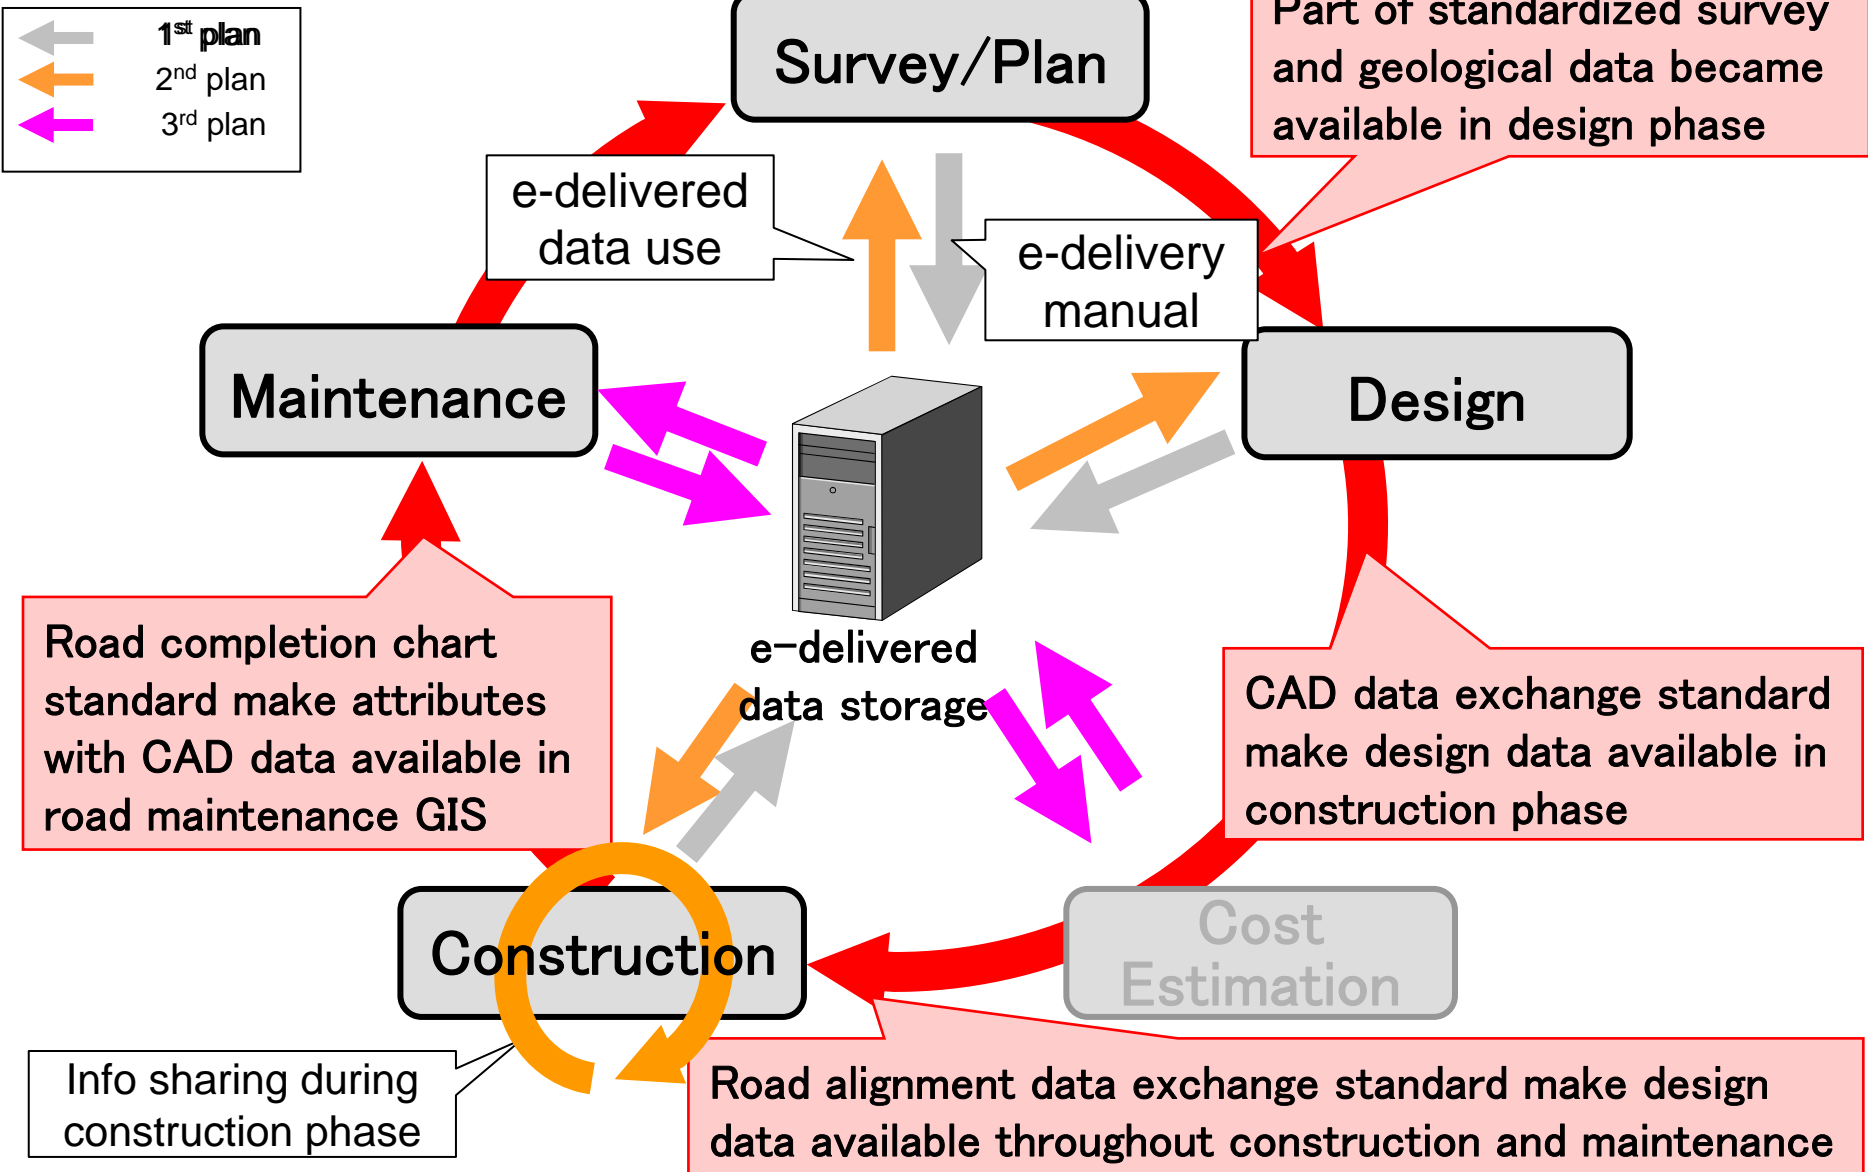 1st plan
2nd plan
3rd plan
Survey/Plan
Part of standardized survey
and geological data became
available in design phase
e-delivered
data use
e-delivery
manual
Maintenance
Design
Road completion chart
standard make attributes
with CAD data available in
road maintenance GIS
e-delivered
data storage
CAD data exchange standard
make design data available in
construction phase
Construction
Cost
Estimation
Info sharing during
construction phase
Road alignment data exchange standard make design
data available throughout construction and maintenance